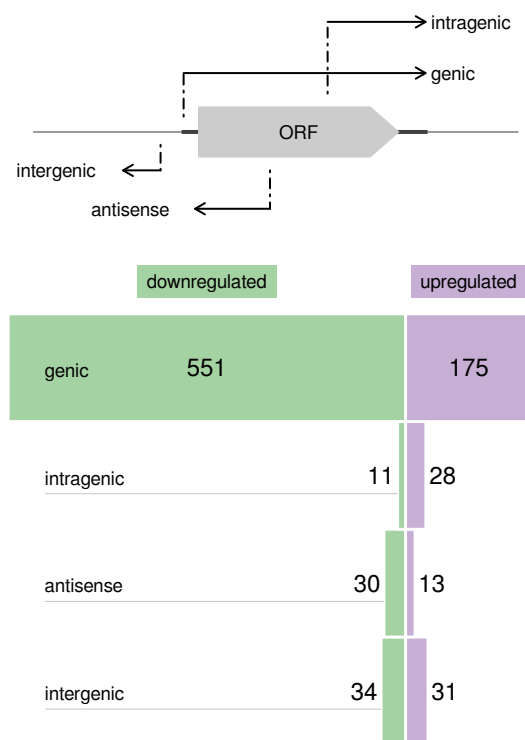 intragenic
genic
ORF
intergenic
antisense
downregulated upregulated
genic 551 175
intragenic 11 28
antisense 30 13
intergenic 34 31